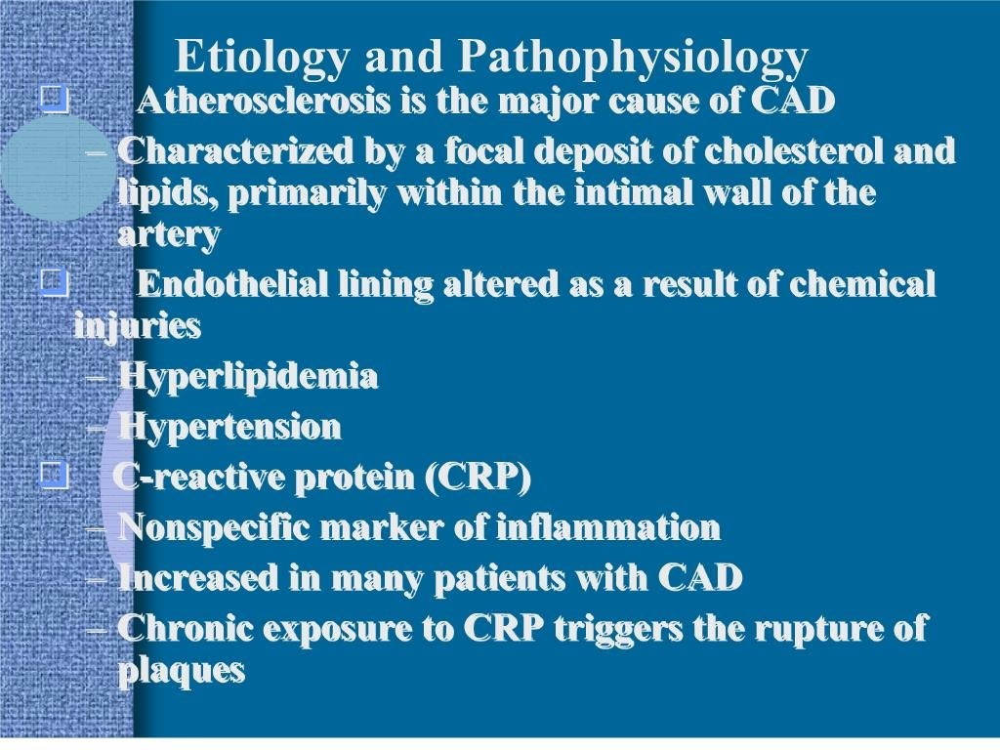 Etiology and Pathophysiology
Atherosclerosis is the major cause of CAD
– Characterized by a focal deposit of cholesterol and
lipids, primarily within the intimal wall of the
artery
Endothelial lining altered as a result of chemical
injuries
– Hyperlipidemia
– Hypertension
C-reactive protein (CRP)
– Nonspecific marker of inflammation
– Increased in many patients with CAD
– Chronic exposure to CRP triggers the rupture of
plaques